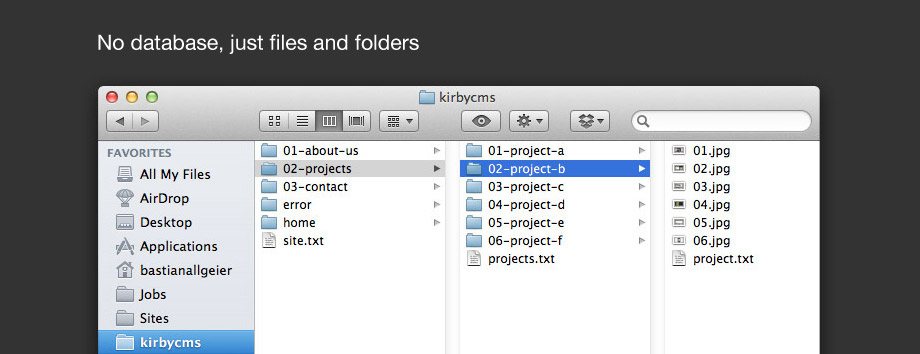 No database, just files and folders
kirbycms
FAVORITES
All My Files
AirDrop
Desktop
Applications
bastianallgeier
Jobs
Sites
kirbycms
01-about-us
02-projects
03-contact
error
home
site.txt
01-project-a
02-project-b
03-project-c
04-project-d
05-project-e
06-project-f
projects.txt
01.jpg
02.jpg
03.jpg
04.jpg
05.jpg
06.jpg
project.txt